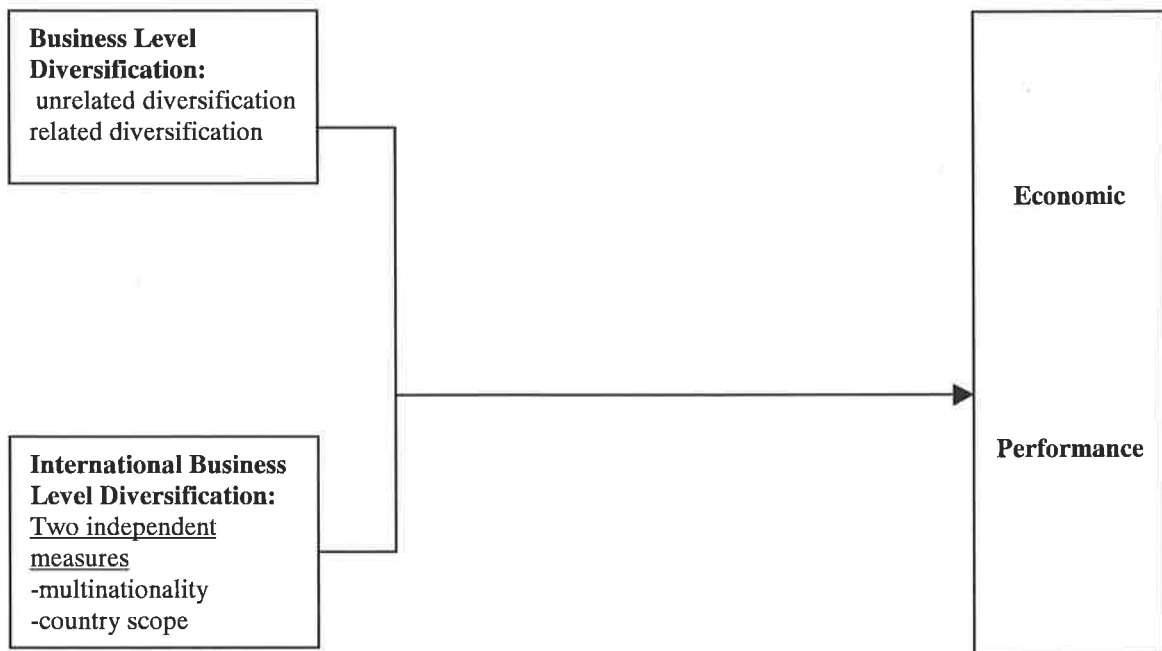 Business Level
Diversification:
unrelated diversification
related diversification
International Business
Level Diversification:
Two independent
measures
-multinationality
-country scope
Economic
Performance